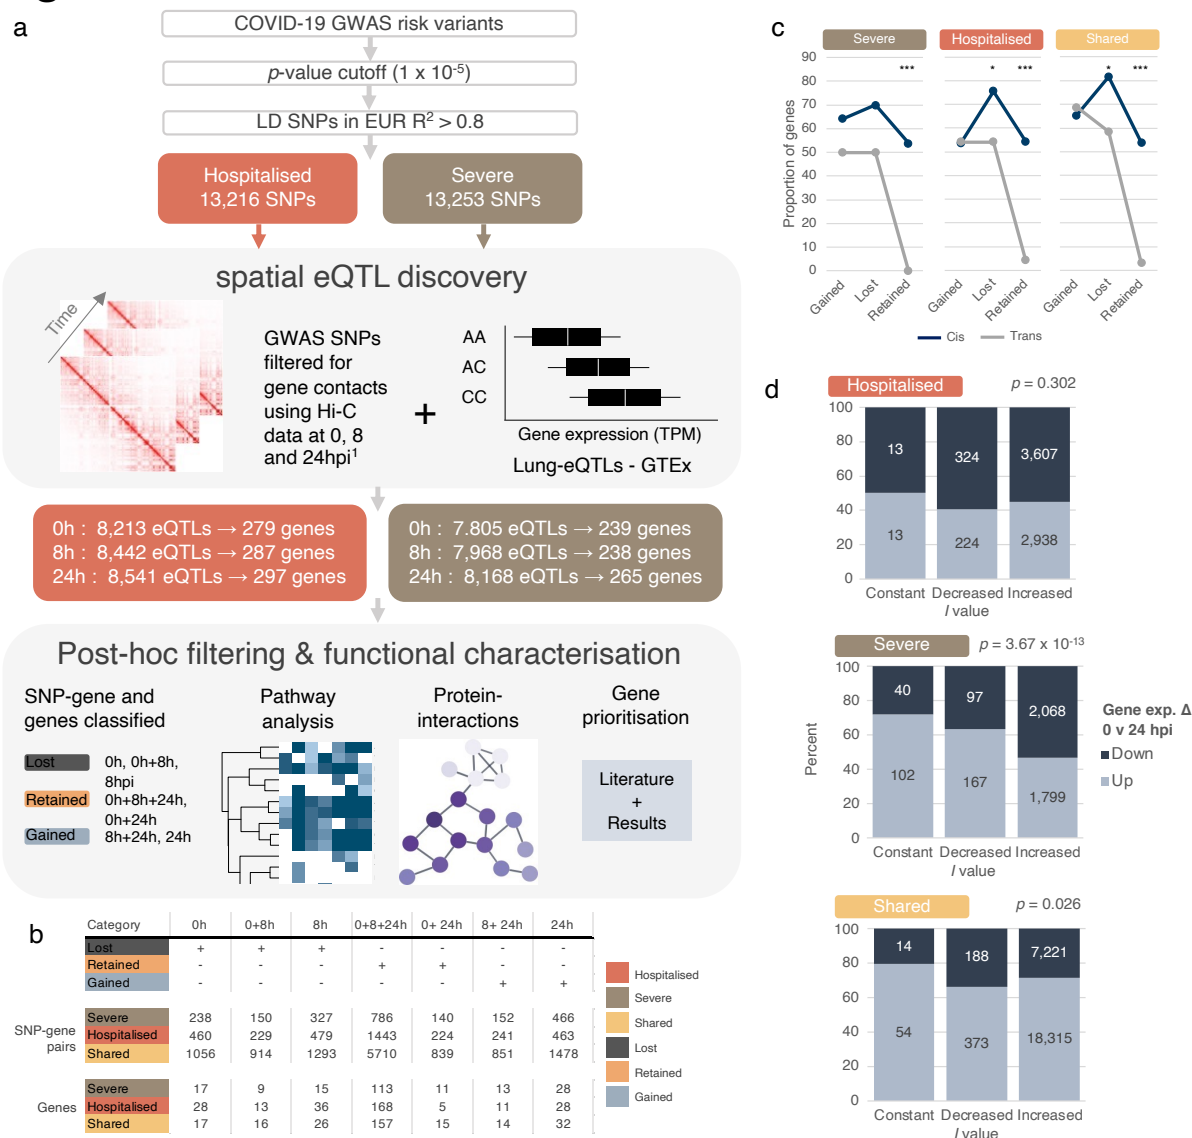 a
COVID-19 GWAS risk variants
p-value cutoff (1 x 10-5)
LD SNPs in EUR R2 > 0.8
Hospitalised
13,216 SNPs
Severe
13,253 SNPs
spatial eQTL discovery
Time
GWAS SNPs
filtered for
gene contacts
using Hi-C
data at 0, 8
and 24hpi1
+
AA
AC
CC
Gene expression (TPM)
Lung-eQTLs - GTEx
0h : 8,213 eQTLs → 279 genes
8h : 8,442 eQTLs → 287 genes
24h : 8,541 eQTLs → 297 genes
0h : 7.805 eQTLs → 239 genes
8h : 7,968 eQTLs → 238 genes
24h : 8,168 eQTLs → 265 genes
Post-hoc filtering & functional characterisation
SNP-gene and
genes classified
Lost 0h, 0h+8h,
8hpi
Retained 0h+8h+24h,
0h+24h
Gained 8h+24h, 24h
Pathway
analysis
Protein-
interactions
Gene
prioritisation
Literature
+
Results
b
Category 0h 0+8h 8h 0+8+24h 0+ 24h 8+ 24h 24h
Lost + + + - - - -
Retained - - - + + - -
Gained - - - - - + +
SNP-gene
pairs
Severe 238 150 327 786 140 152 466
Hospitalised 460 229 479 1443 224 241 463
Shared 1056 914 1293 5710 839 851 1478
Genes
Severe 17 9 15 113 11 13 28
Hospitalised 28 13 36 168 5 11 28
Shared 17 16 26 157 15 14 32
Hospitalised
Severe
Shared
Lost
Retained
Gained
c
Severe Hospitalised Shared
Proportion of genes
90
80
70
60
50
40
30
20
10
0
*** * *** * ***
Gained Lost Retained Gained Lost Retained Gained Lost Retained
Cis Trans
d
Hospitalised p = 0.302
100
80
60
40
20
0
13 324 3,607
13 224 2,938
Constant Decreased Increased
I value
Severe p = 3.67 x 10-13
Percent
100
80
60
40
20
0
40 97 2,068
102 167 1,799
Constant Decreased Increased
I value
Gene exp. Δ
0 v 24 hpi
Down
Up
Shared p = 0.026
100
80
60
40
20
0
14 188 7,221
54 373 18,315
Constant Decreased Increased
I value